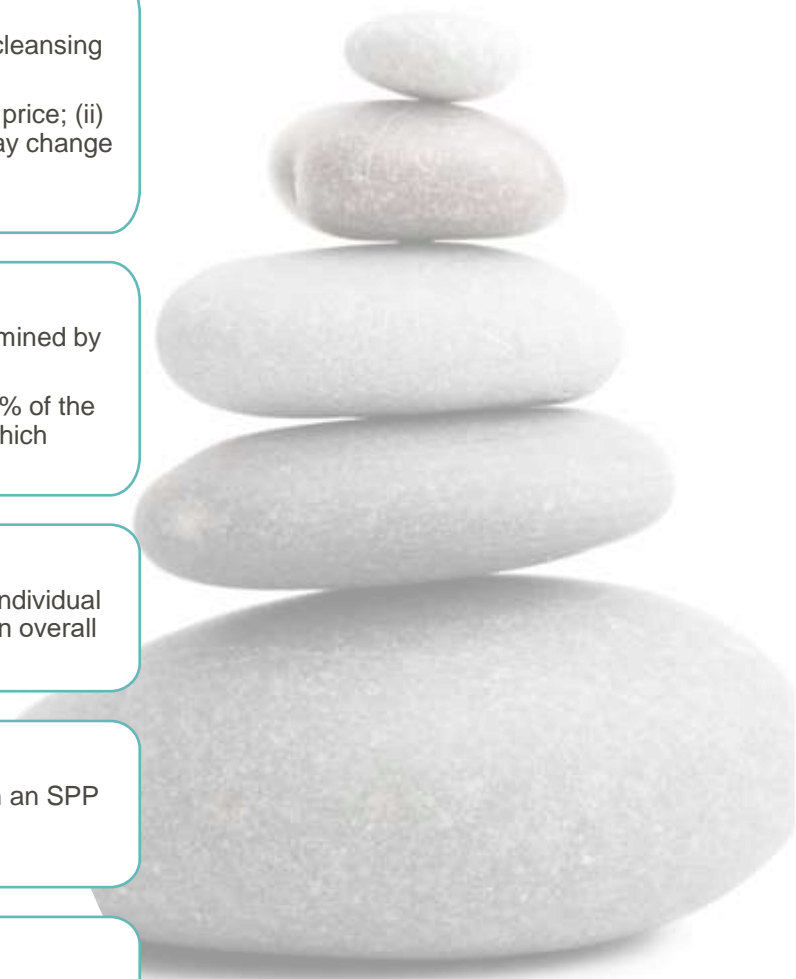 cleansing
price; (ii)
ay change
mined by
% of the
hich
ndividual
n overall
an SPP